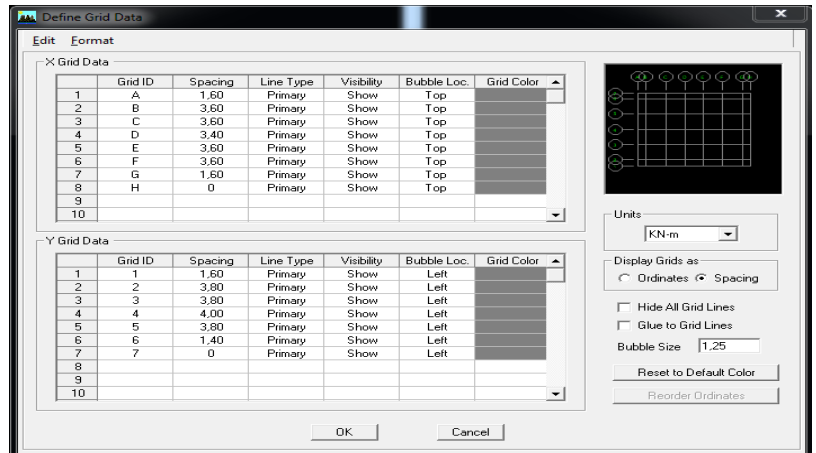 Define Grid Data
x
Edit Format
X Grid Data
Grid ID Spacing Line Type Visibility Bubble Loc. Grid Color
1 A 1,60 Primary Show Top
2 B 3,60 Primary Show Top
3 C 3,60 Primary Show Top
4 D 3,40 Primary Show Top
5 E 3,60 Primary Show Top
6 F 3,60 Primary Show Top
7 G 1,60 Primary Show Top
8 H 0 Primary Show Top
9
10
Y Grid Data
Grid ID Spacing Line Type Visibility Bubble Loc. Grid Color
1 1 1,60 Primary Show Left
2 2 3,80 Primary Show Left
3 3 3,80 Primary Show Left
4 4 4,00 Primary Show Left
5 5 3,80 Primary Show Left
6 6 1,40 Primary Show Left
7 7 0 Primary Show Left
8
9
10
Units
KN-m
Display Grids as
Ordinates Spacing
Hide All Grid Lines
Glue to Grid Lines
Bubble Size 1,25
Reset to Default Color
Reorder Ordinates
OK Cancel